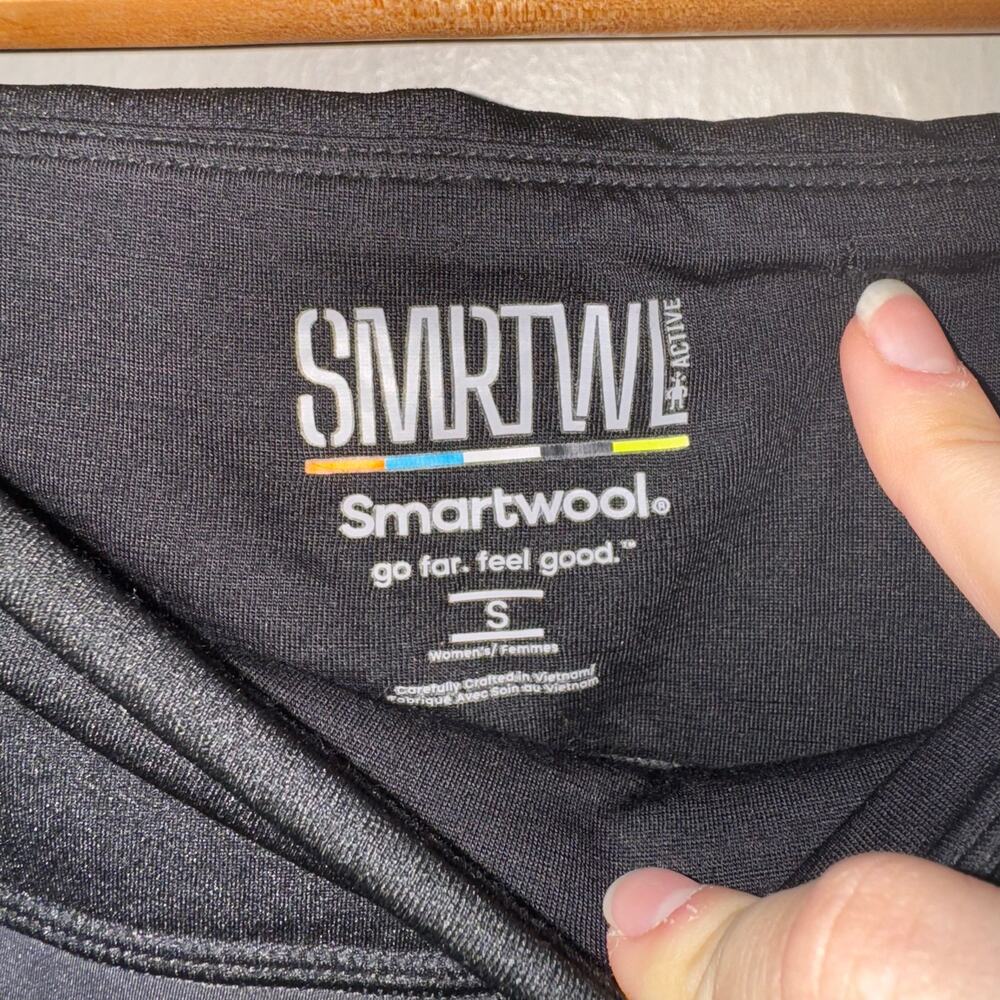 SMRTWL
ACTIVE
Smartwool®
go far. feel good.™
S
Women's/Femmes
Carefully Crafted in Vietnam/
Fabriqué Avec Soin au Vietnam